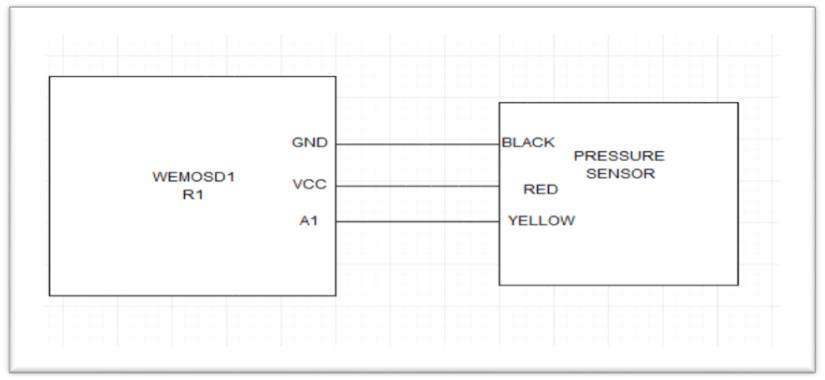 WEMOSD1
R1
GND
VCC
A1
BLACK
RED
YELLOW
PRESSURE
SENSOR